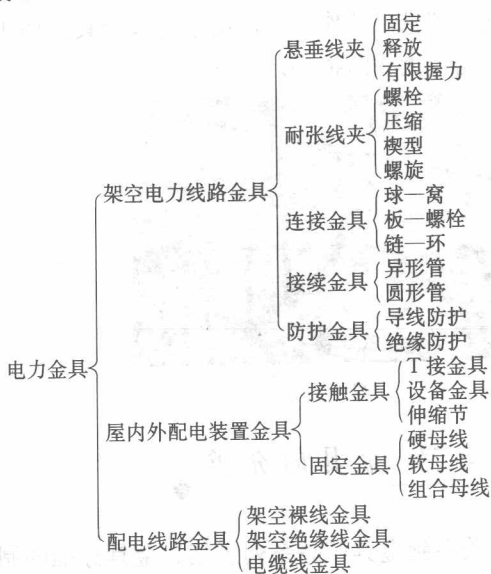 固定
悬垂线夹
释放
有限握力
螺栓
耐张线夹
压缩
楔型
螺旋
架空电力线路金具
球—窝
连接金具
板—螺栓
链—环
接续金具
异形管
圆形管
防护金具
导线防护
绝缘防护
电力金具
T接金具
接触金具
设备金具
伸缩节
屋内外配电装置金具
硬母线
固定金具
软母线
组合母线
架空裸线金具
配电线路金具
架空绝缘线金具
电缆线金具